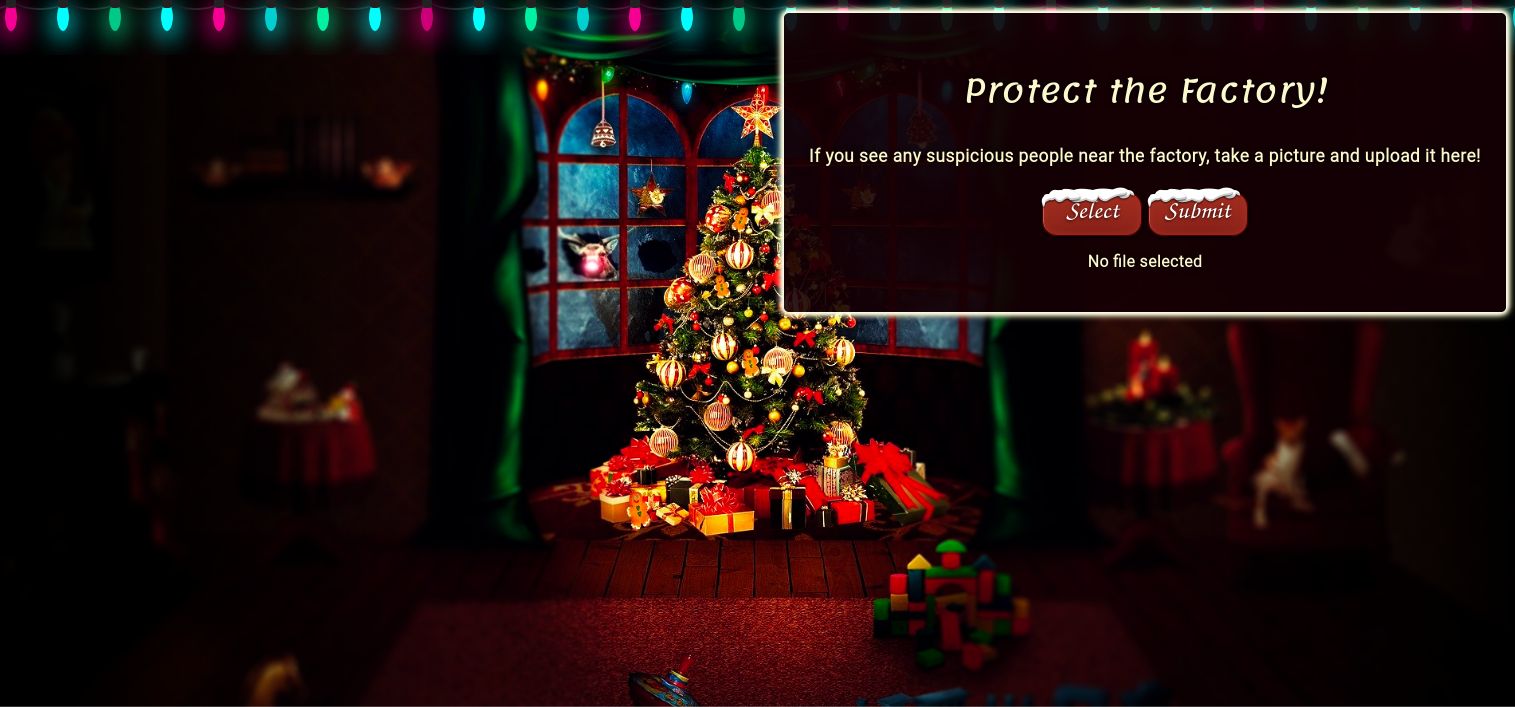 Protect the Factory!
If you see any suspicious people near the factory, take a picture and upload it here!
Select Submit
No file selected